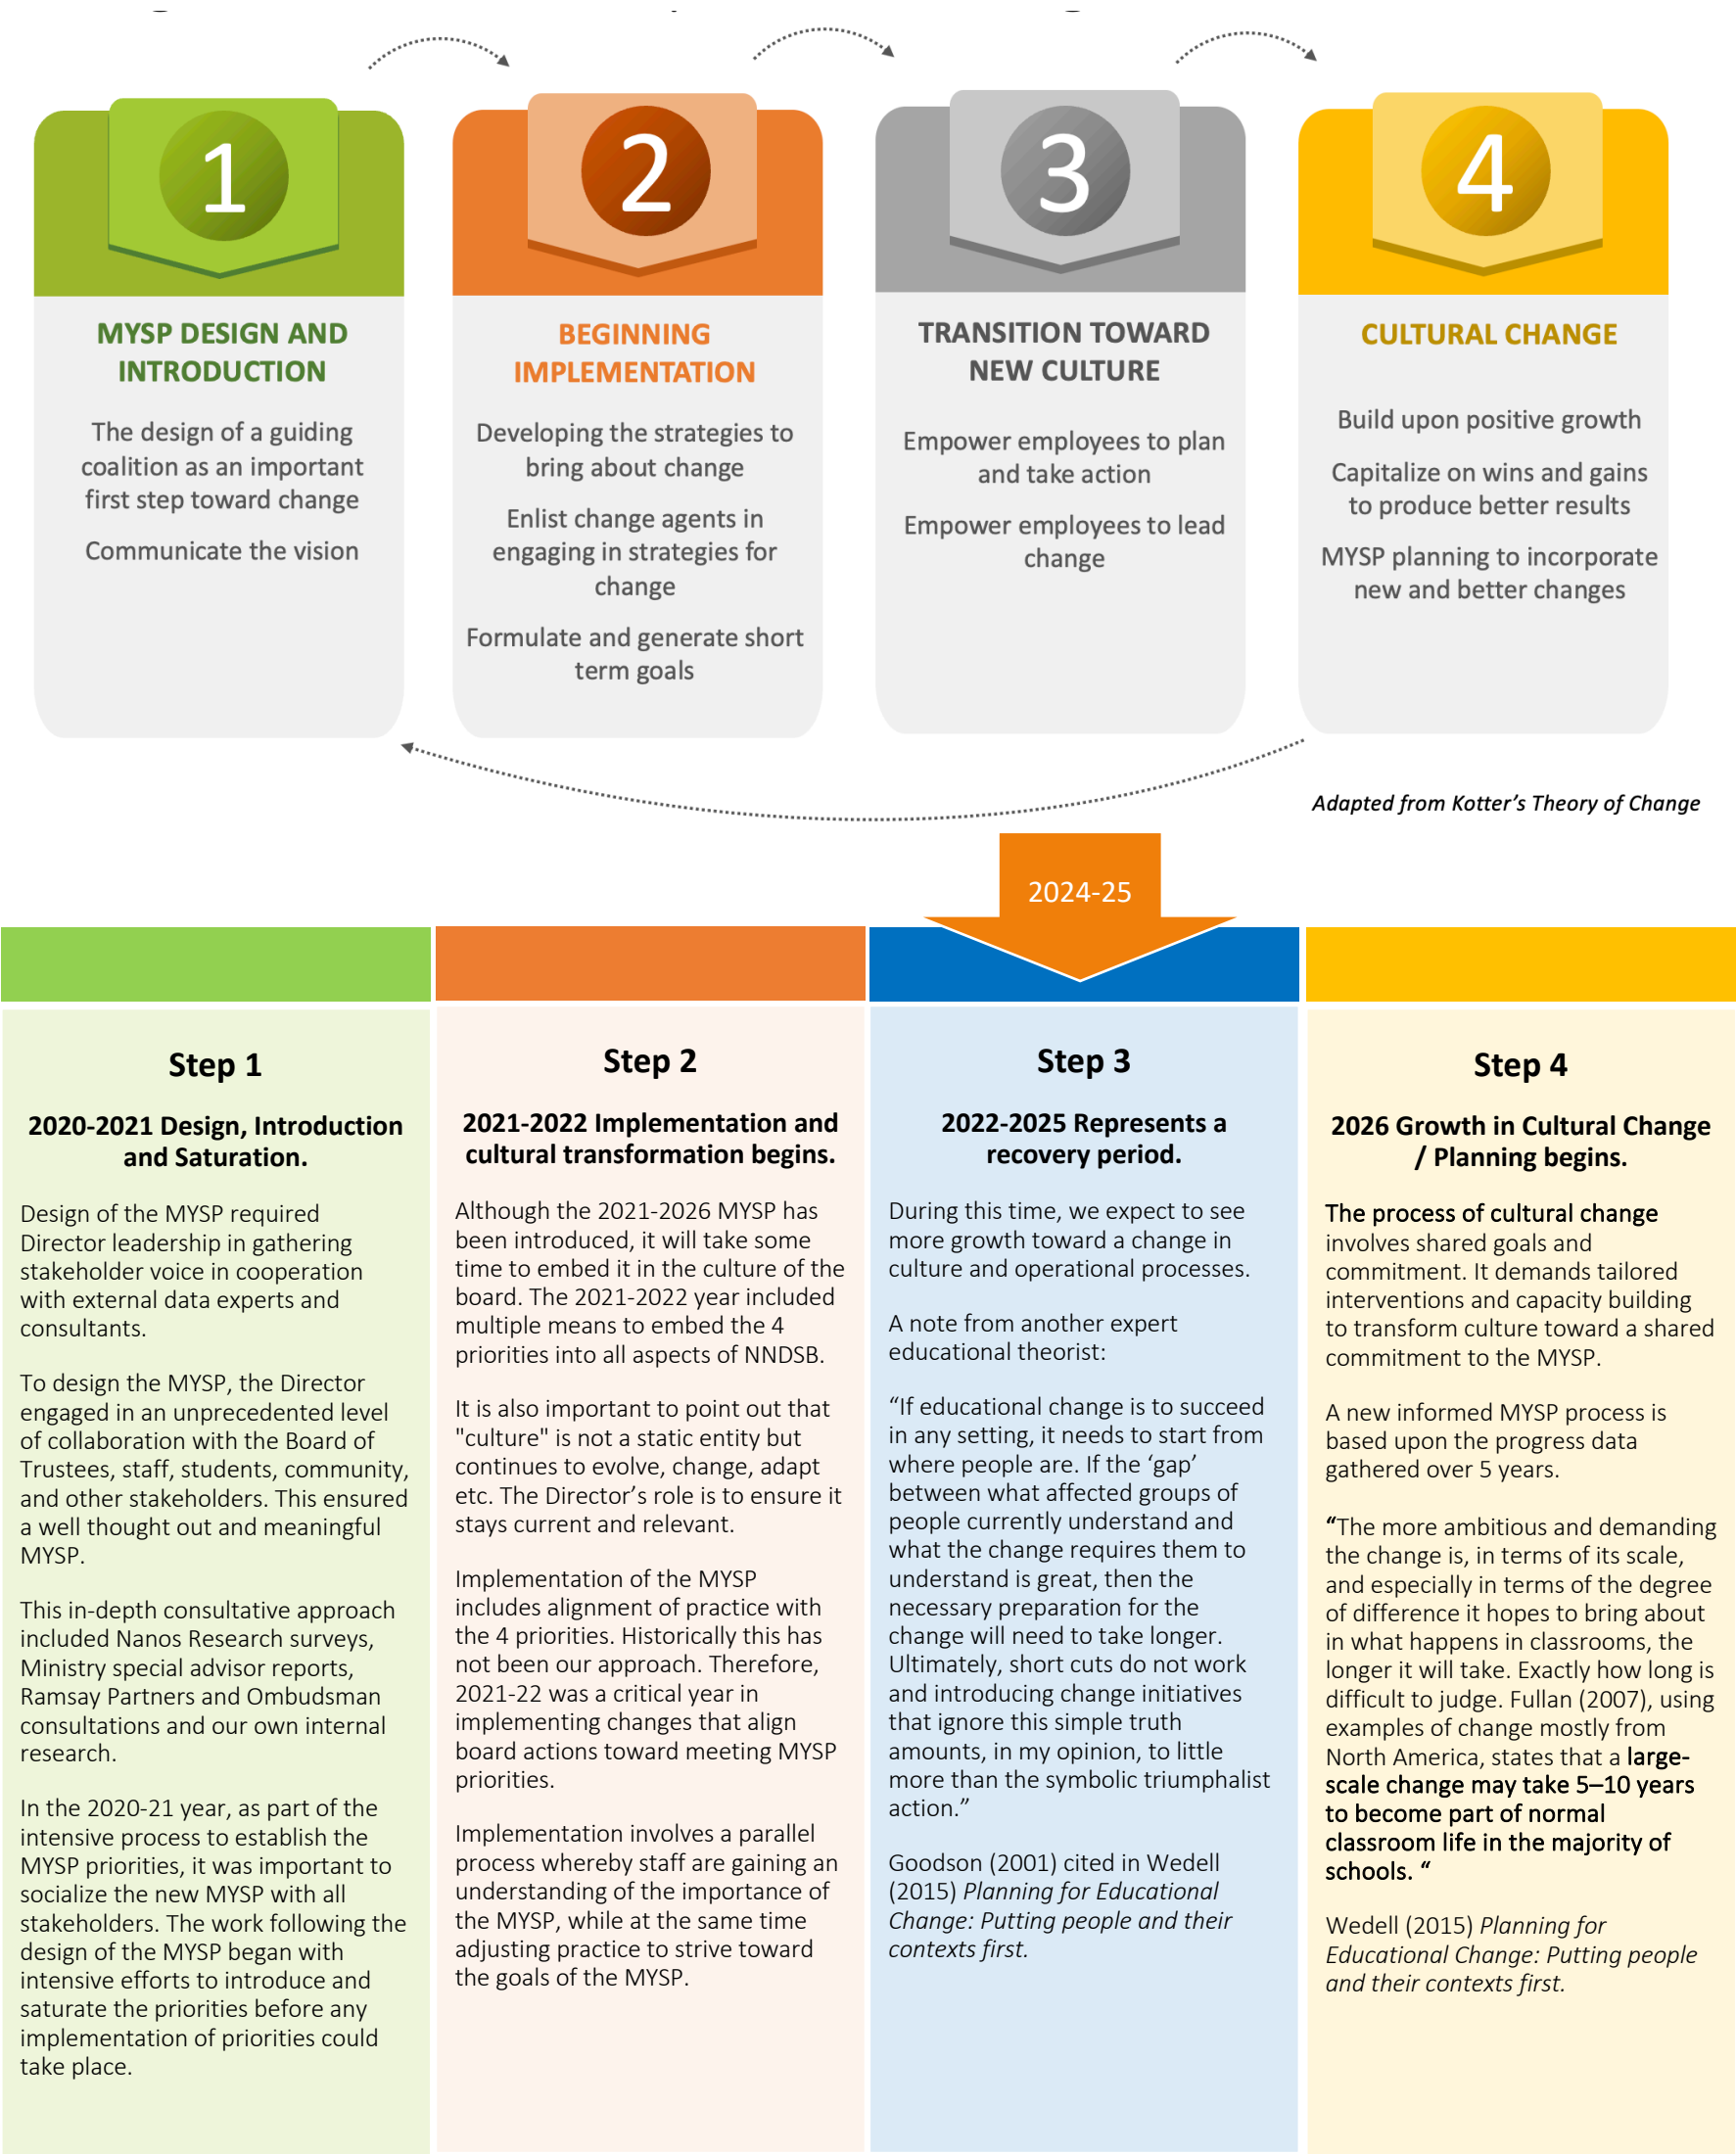 1
MYSP DESIGN AND
INTRODUCTION
The design of a guiding
coalition as an important
first step toward change
Communicate the vision
2
BEGINNING
IMPLEMENTATION
Developing the strategies to
bring about change
Enlist change agents in
engaging in strategies for
change
Formulate and generate short
term goals
3
TRANSITION TOWARD
NEW CULTURE
Empower employees to plan
and take action
Empower employees to lead
change
4
CULTURAL CHANGE
Build upon positive growth
Capitalize on wins and gains
to produce better results
MYSP planning to incorporate
new and better changes
Adapted from Kotter’s Theory of Change
2024-25
Step 1
2020-2021 Design, Introduction
and Saturation.
Design of the MYSP required
Director leadership in gathering
stakeholder voice in cooperation
with external data experts and
consultants.
To design the MYSP, the Director
engaged in an unprecedented level
of collaboration with the Board of
Trustees, staff, students, community,
and other stakeholders. This ensured
a well thought out and meaningful
MYSP.
This in-depth consultative approach
included Nanos Research surveys,
Ministry special advisor reports,
Ramsay Partners and Ombudsman
consultations and our own internal
research.
In the 2020-21 year, as part of the
intensive process to establish the
MYSP priorities, it was important to
socialize the new MYSP with all
stakeholders. The work following the
design of the MYSP began with
intensive efforts to introduce and
saturate the priorities before any
implementation of priorities could
take place.
Step 2
2021-2022 Implementation and
cultural transformation begins.
Although the 2021-2026 MYSP has
been introduced, it will take some
time to embed it in the culture of the
board. The 2021-2022 year included
multiple means to embed the 4
priorities into all aspects of NNDSB.
It is also important to point out that
"culture" is not a static entity but
continues to evolve, change, adapt
etc. The Director’s role is to ensure it
stays current and relevant.
Implementation of the MYSP
includes alignment of practice with
the 4 priorities. Historically this has
not been our approach. Therefore,
2021-22 was a critical year in
implementing changes that align
board actions toward meeting MYSP
priorities.
Implementation involves a parallel
process whereby staff are gaining an
understanding of the importance of
the MYSP, while at the same time
adjusting practice to strive toward
the goals of the MYSP.
Step 3
2022-2025 Represents a
recovery period.
During this time, we expect to see
more growth toward a change in
culture and operational processes.
A note from another expert
educational theorist:
“If educational change is to succeed
in any setting, it needs to start from
where people are. If the ‘gap’
between what affected groups of
people currently understand and
what the change requires them to
understand is great, then the
necessary preparation for the
change will need to take longer.
Ultimately, short cuts do not work
and introducing change initiatives
that ignore this simple truth
amounts, in my opinion, to little
more than the symbolic triumphalist
action.”
Goodson (2001) cited in Wedell
(2015) Planning for Educational
Change: Putting people and their
contexts first.
Step 4
2026 Growth in Cultural Change
/ Planning begins.
The process of cultural change
involves shared goals and
commitment. It demands tailored
interventions and capacity building
to transform culture toward a shared
commitment to the MYSP.
A new informed MYSP process is
based upon the progress data
gathered over 5 years.
“The more ambitious and demanding
the change is, in terms of its scale,
and especially in terms of the degree
of difference it hopes to bring about
in what happens in classrooms, the
longer it will take. Exactly how long is
difficult to judge. Fullan (2007), using
examples of change mostly from
North America, states that a large-
scale change may take 5–10 years
to become part of normal
classroom life in the majority of
schools. “
Wedell (2015) Planning for
Educational Change: Putting people
and their contexts first.